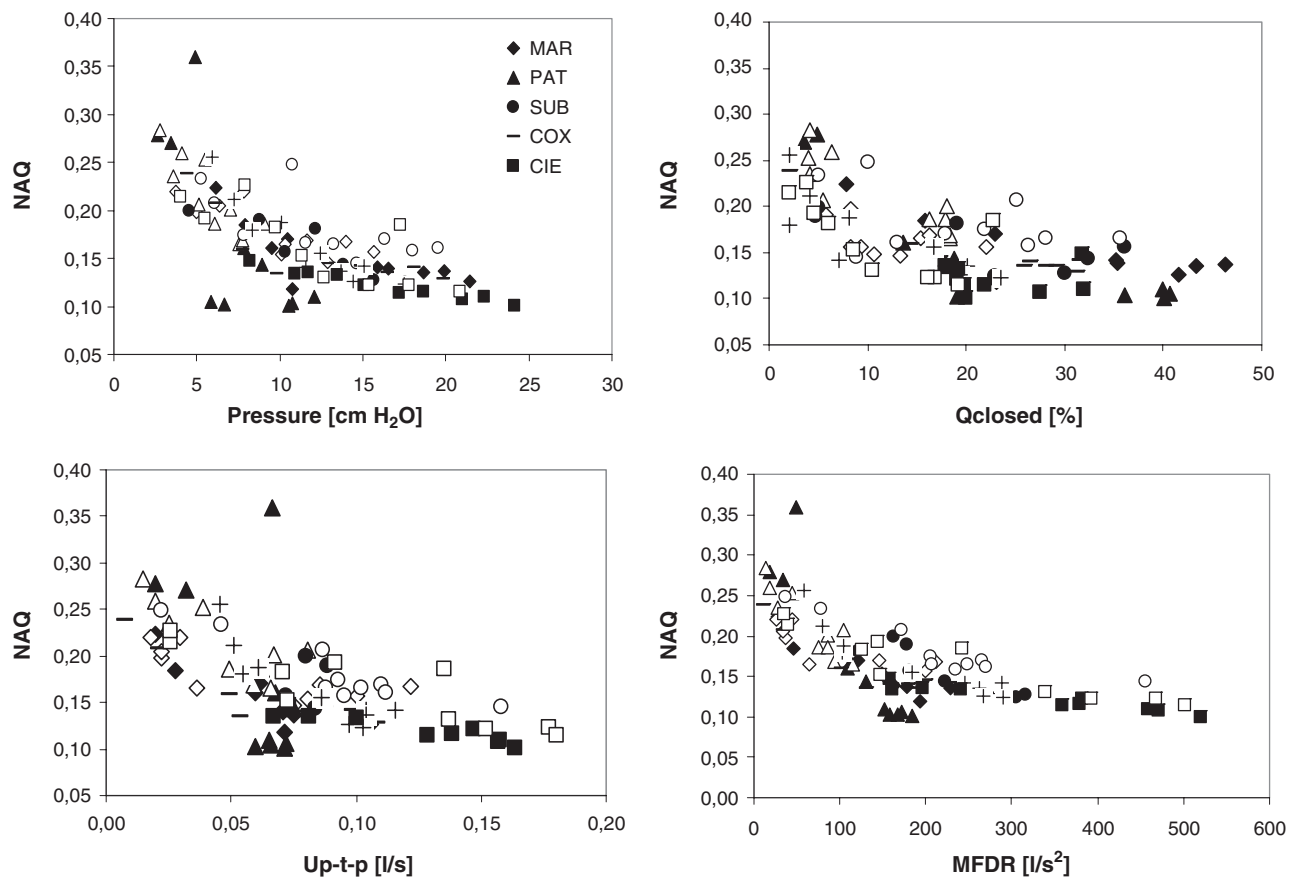 0,40
0,35
0,30
0,25
0,20
0,15
0,10
0,05
NAQ
0 5 10 15 20 25 30
Pressure [cm H2O]
MAR
PAT
SUB
COX
CIE
0,40
0,35
0,30
0,25
0,20
0,15
0,10
0,05
NAQ
0 10 20 30 40 50
Qclosed [%]
0,40
0,35
0,30
0,25
0,20
0,15
0,10
0,05
NAQ
0,00 0,05 0,10 0,15 0,20
Up-t-p [l/s]
0,40
0,35
0,30
0,25
0,20
0,15
0,10
0,05
0,00
NAQ
0 100 200 300 400 500 600
MFDR [l/s2]